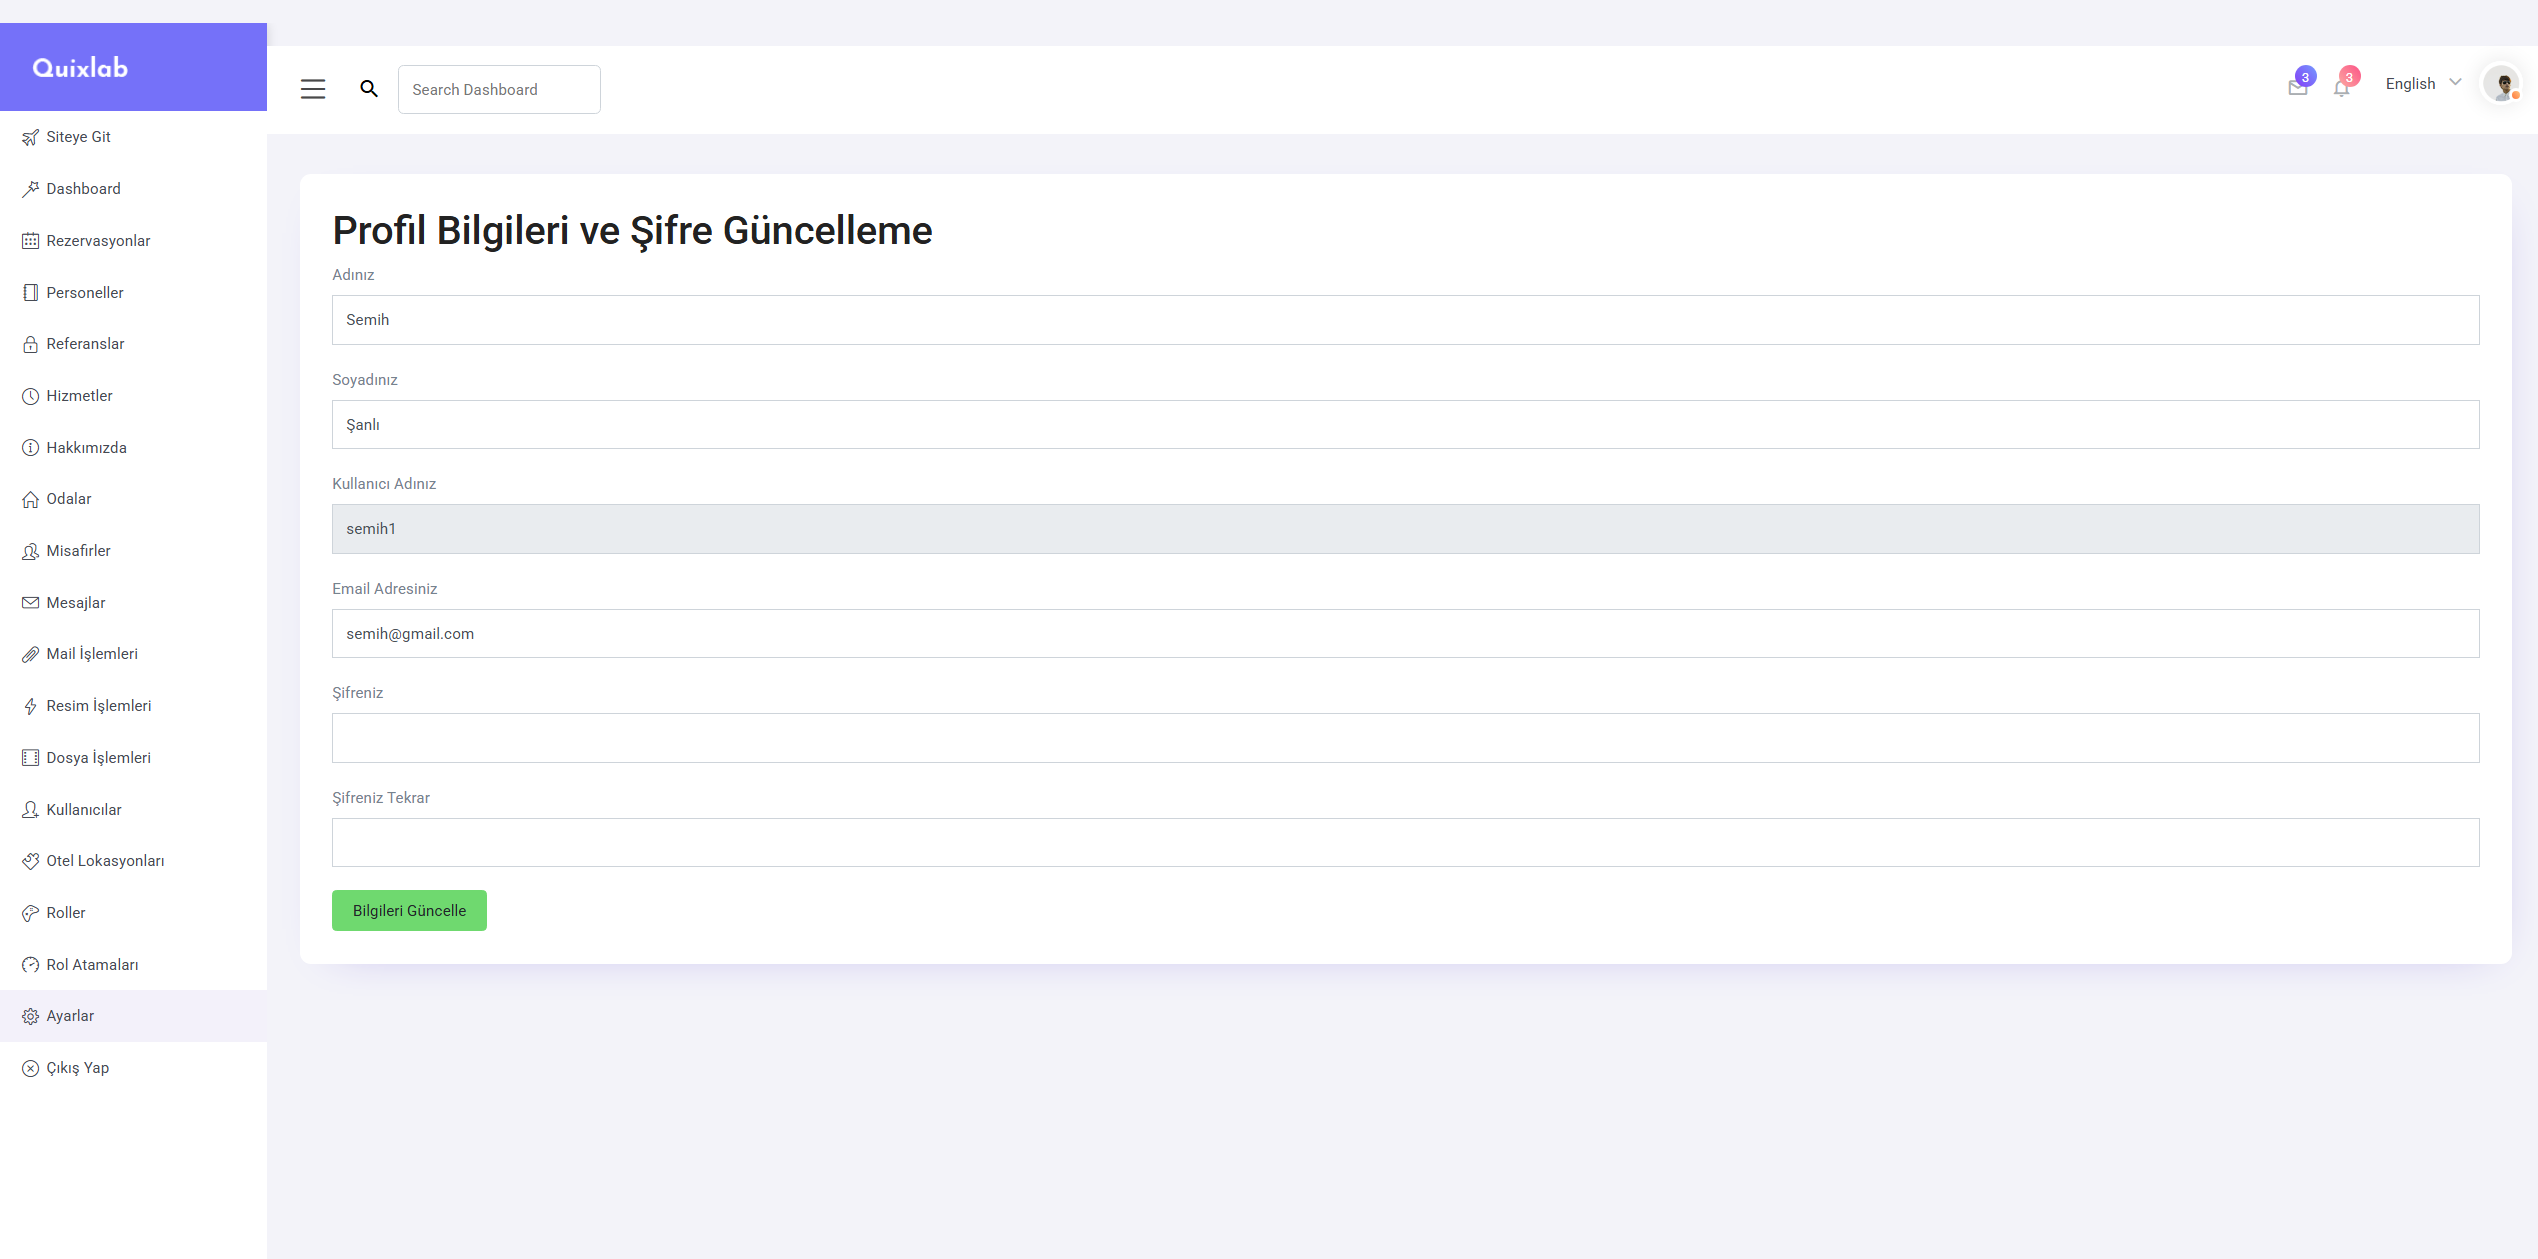 Quixlab
Siteye Git
Dashboard
Rezervasyonlar
Personeller
Referanslar
Hizmetler
Hakkımızda
Odalar
Misafirler
Mesajlar
Mail İşlemleri
Resim İşlemleri
Dosya İşlemleri
Kullanıcılar
Otel Lokasyonları
Roller
Rol Atamaları
Ayarlar
Çıkış Yap
Search Dashboard
3
3
English
Profil Bilgileri ve Şifre Güncelleme
Adınız
Semih
Soyadınız
Şanlı
Kullanıcı Adınız
semih1
Email Adresiniz
semih@gmail.com
Şifreniz
Şifreniz Tekrar
Bilgileri Güncelle